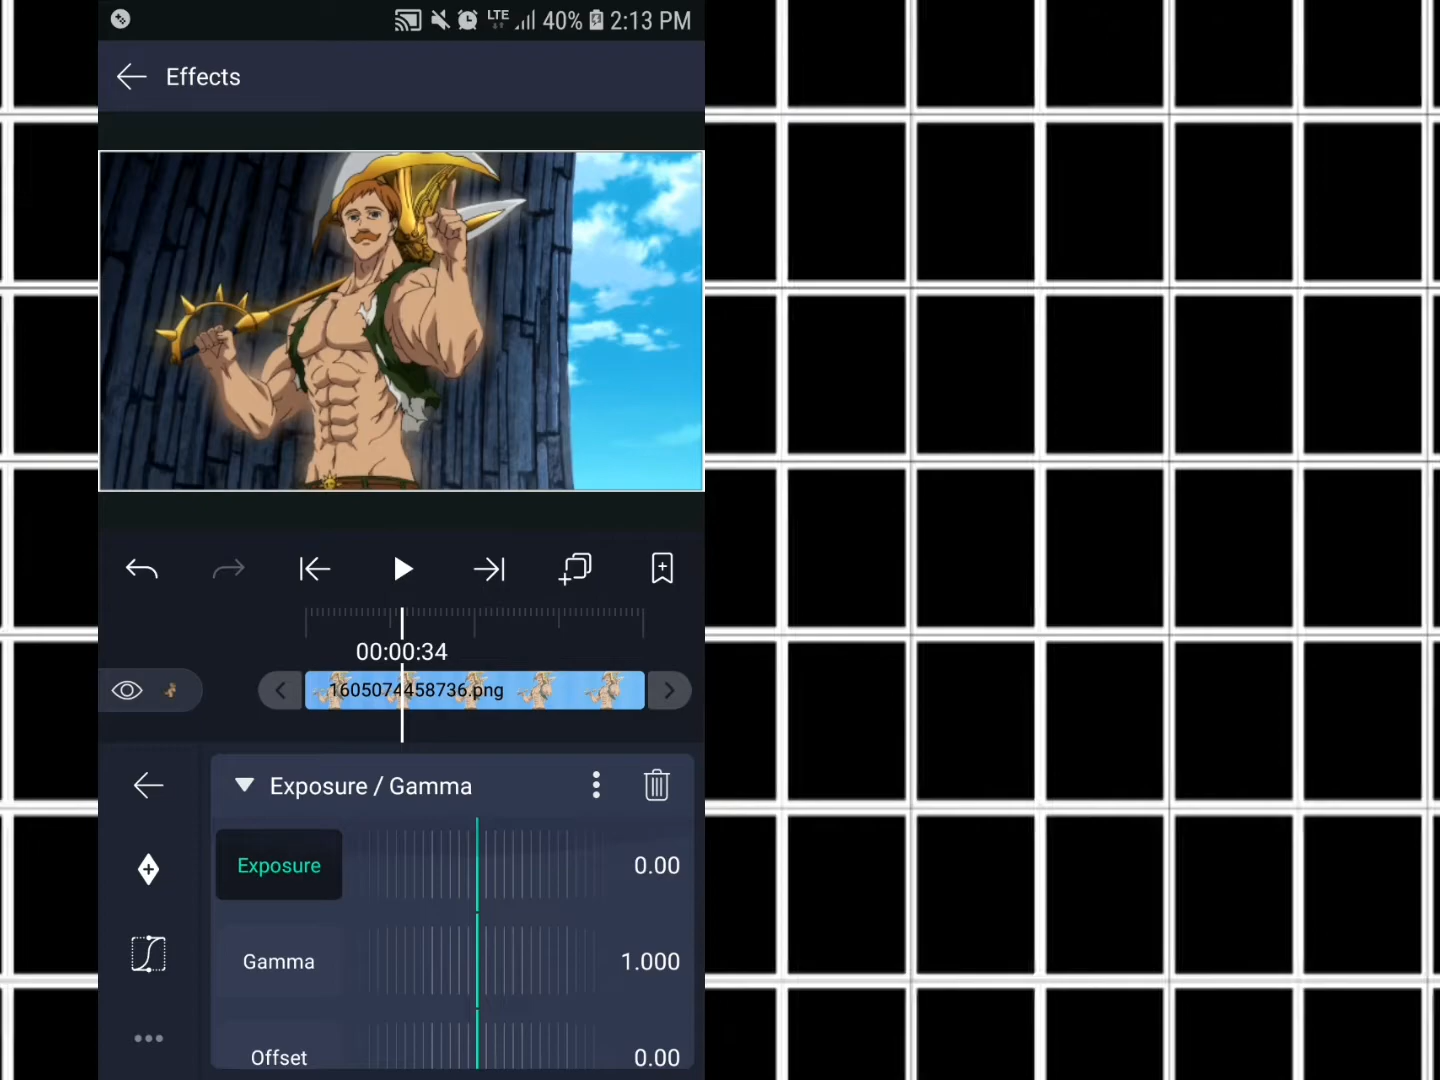 LTE 40% 2:13 PM
Effects
00:00:34
1605074458736.png
Exposure / Gamma
Exposure 0.00
Gamma 1.000
Offset 0.00